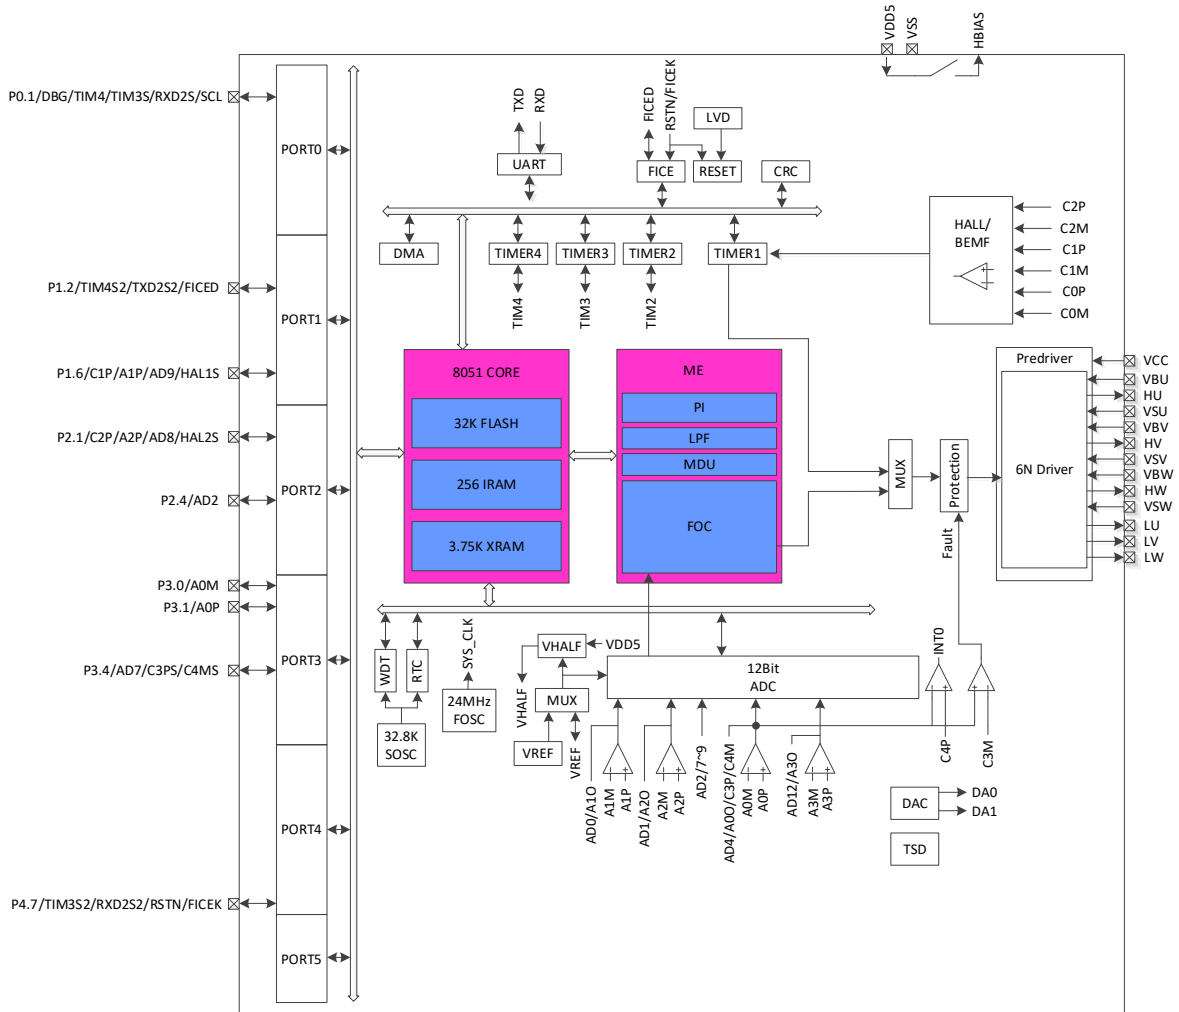 VDD5
VSS
HBIAS
P0.1/DBG/TIM4/TIM3S/RXD2S/SCL
P1.2/TIM4S2/TXD2S2/FICED
P1.6/C1P/A1P/AD9/HAL1S
P2.1/C2P/A2P/AD8/HAL2S
P2.4/AD2
P3.0/A0M
P3.1/A0P
P3.4/AD7/C3PS/C4MS
P4.7/TIM3S2/RXD2S2/RSTN/FICEK
PORT0
PORT1
PORT2
PORT3
PORT4
PORT5
TXD
RXD
UART
FICED
RSTN/FICEK
LVD
FICE
RESET
CRC
DMA
TIMER4
TIMER3
TIMER2
TIMER1
TIM4
TIM3
TIM2
HALL/
BEMF
C2P
C2M
C1P
C1M
C0P
C0M
8051 CORE
32K FLASH
256 IRAM
3.75K XRAM
ME
PI
LPF
MDU
FOC
MUX
Protection
Fault
Predriver
6N Driver
VCC
VBU
HU
VSU
VBV
HV
VSV
VBW
HW
VSW
LU
LV
LW
WDT
RTC
32.8K
SOSC
SYS_CLK
24MHz
FOSC
VHALF
VDD5
VHALF
MUX
VREF
VREF
12Bit
ADC
AD0/A1O
A1M
A1P
AD1/A2O
A2M
A2P
AD2/7~9
AD4/A0O/C3P/C4M
A0M
A0P
AD12/A3O
A3M
A3P
INT0
C4P
C3M
DAC
DA0
DA1
TSD